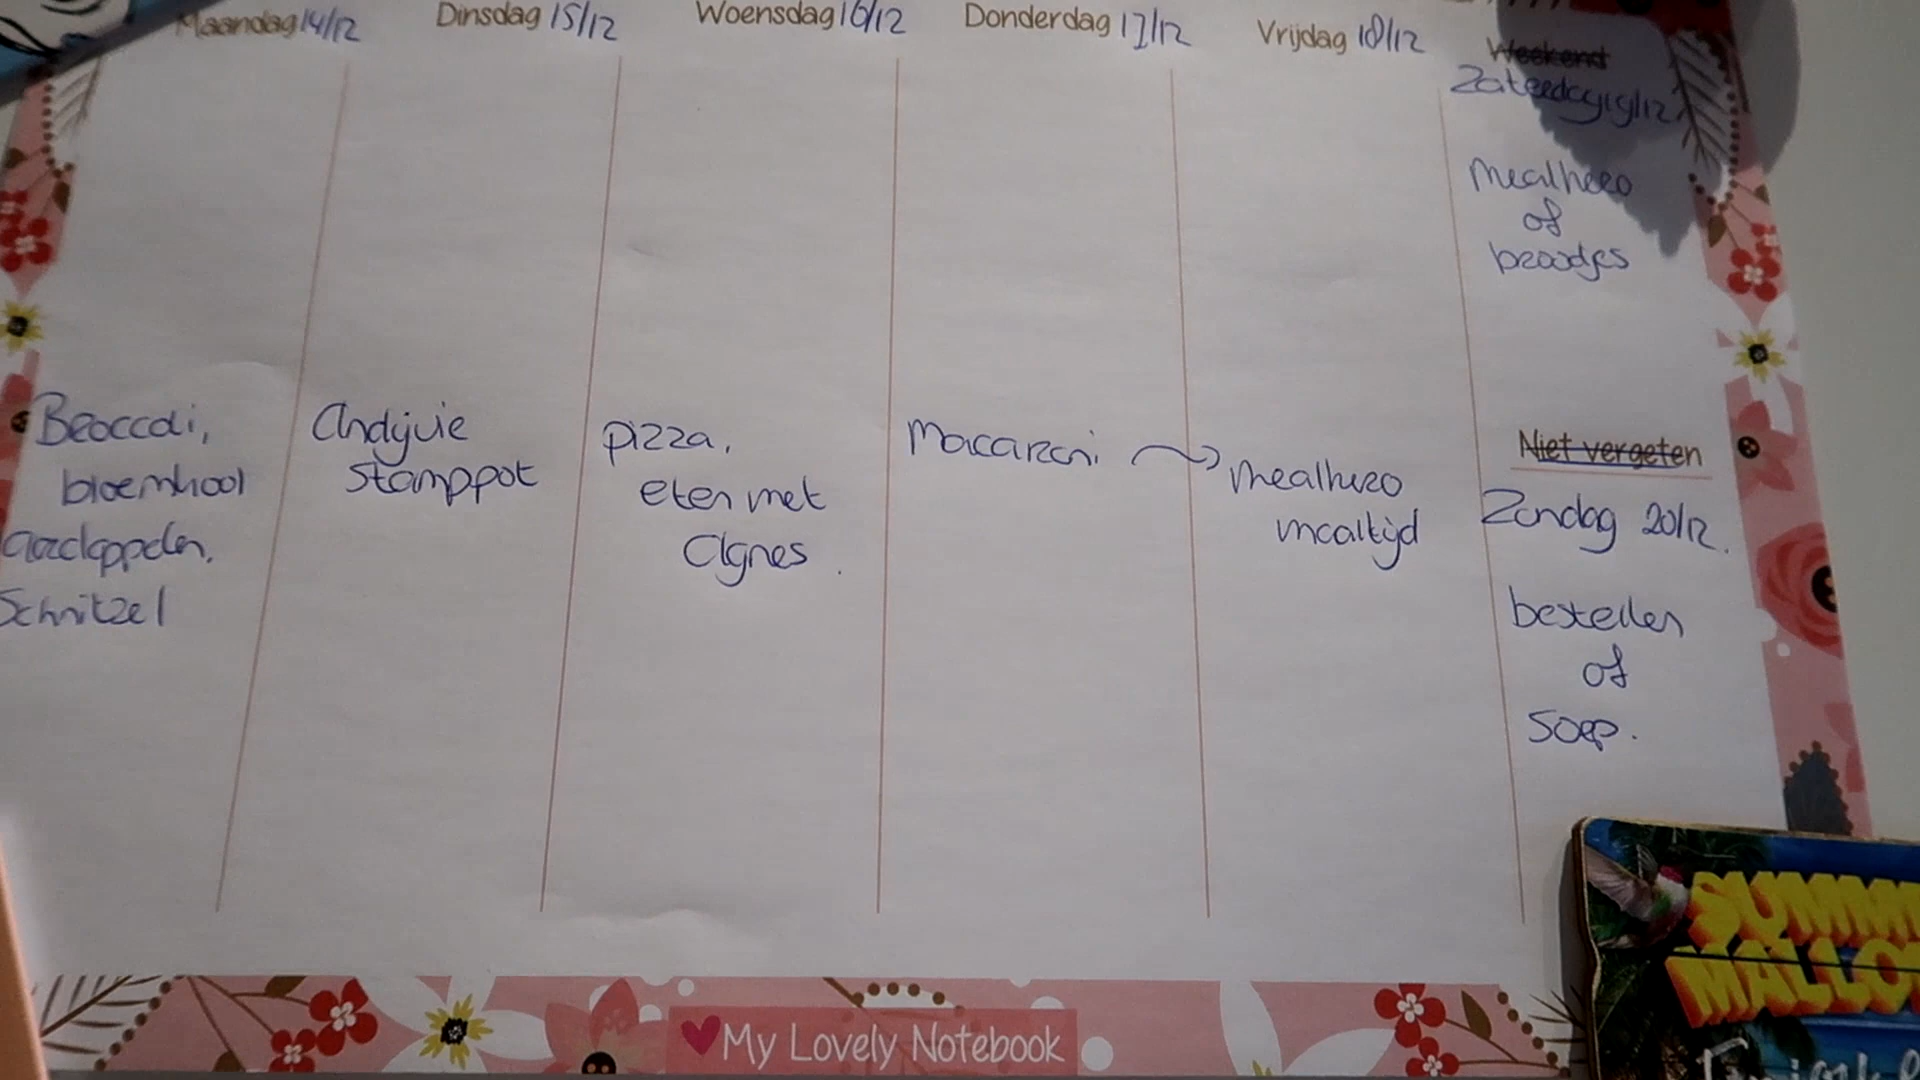 Maandag 14/12
Dinsdag 15/12
Woensdag 16/12
Donderdag 17/12
Vrijdag 18/12
Weekend
Zaterdag 19/12
Mealhero
of
broodjes
Broccoli,
bloemkool
aardappelen,
Schnitzel
Andijvie
Stamppot
pizza,
eten met
Agnes.
Macaroni
Mealhero
maaltijd
Niet vergeten
Zondag 20/12.
bestellen
of
Soep.
My Lovely Notebook
SUMM
MALLO